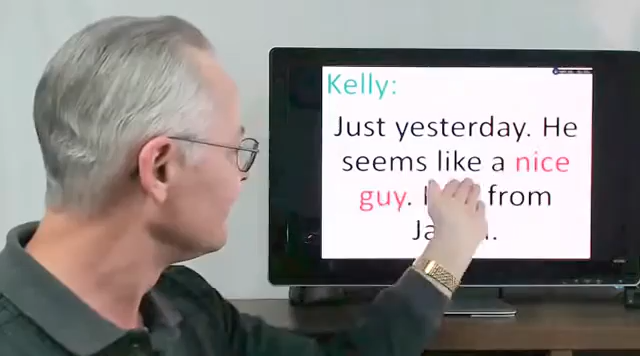 Kelly:
Just yesterday. He
seems like a nice
guy. from